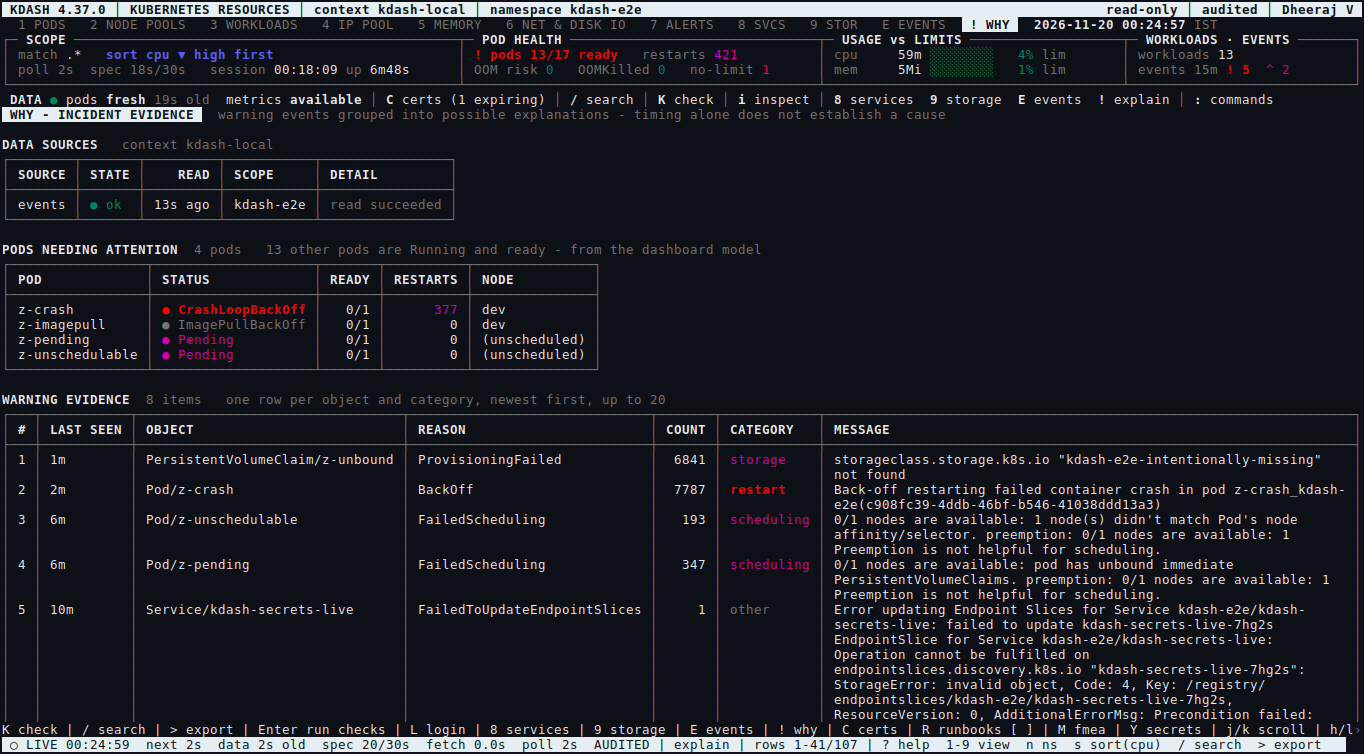 KDASH 4.37.0 │ KUBERNETES RESOURCES │ context kdash-local │ namespace kdash-e2e read-only │ audited │ Dheeraj V
1 PODS 2 NODE POOLS 3 WORKLOADS 4 IP POOL 5 MEMORY 6 NET & DISK IO 7 ALERTS 8 SVCS 9 STOR E EVENTS ! WHY 2026-11-20 00:24:57 IST
SCOPE POD HEALTH USAGE vs LIMITS WORKLOADS · EVENTS
match .* sort cpu ▼ high first ! pods 13/17 ready restarts 421 cpu 59m 4% lim workloads 13
poll 2s spec 18s/30s session 00:18:09 up 6m48s OOM risk 0 OOMKilled 0 no-limit 1 mem 5Mi 1% lim events 15m ! 5 ^ 2
DATA ● pods fresh 19s old metrics available │ C certs (1 expiring) │ / search │ K check │ i inspect │ 8 services 9 storage E events ! explain │ : commands
WHY - INCIDENT EVIDENCE warning events grouped into possible explanations - timing alone does not establish a cause
DATA SOURCES context kdash-local
SOURCE STATE READ SCOPE DETAIL
events ● ok 13s ago kdash-e2e read succeeded
PODS NEEDING ATTENTION 4 pods 13 other pods are Running and ready - from the dashboard model
POD STATUS READY RESTARTS NODE
z-crash ● CrashLoopBackOff 0/1 377 dev
z-imagepull ● ImagePullBackOff 0/1 0 dev
z-pending ● Pending 0/1 0 (unscheduled)
z-unschedulable ● Pending 0/1 0 (unscheduled)
WARNING EVIDENCE 8 items one row per object and category, newest first, up to 20
# LAST SEEN OBJECT REASON COUNT CATEGORY MESSAGE
1 1m PersistentVolumeClaim/z-unbound ProvisioningFailed 6841 storage storageclass.storage.k8s.io "kdash-e2e-intentionally-missing"
not found
2 2m Pod/z-crash BackOff 7787 restart Back-off restarting failed container crash in pod z-crash_kdash-
e2e(c908fc39-4ddb-46bf-b546-41038ddd13a3)
3 6m Pod/z-unschedulable FailedScheduling 193 scheduling 0/1 nodes are available: 1 node(s) didn't match Pod's node
affinity/selector. preemption: 0/1 nodes are available: 1
Preemption is not helpful for scheduling.
4 6m Pod/z-pending FailedScheduling 347 scheduling 0/1 nodes are available: pod has unbound immediate
PersistentVolumeClaims. preemption: 0/1 nodes are available: 1
Preemption is not helpful for scheduling.
5 10m Service/kdash-secrets-live FailedToUpdateEndpointSlices 1 other Error updating Endpoint Slices for Service kdash-e2e/kdash-
secrets-live: failed to update kdash-secrets-live-7hg2s
EndpointSlice for Service kdash-e2e/kdash-secrets-live:
Operation cannot be fulfilled on
endpointslices.discovery.k8s.io "kdash-secrets-live-7hg2s":
StorageError: invalid object, Code: 4, Key: /registry/
endpointslices/kdash-e2e/kdash-secrets-live-7hg2s,
ResourceVersion: 0, AdditionalErrorMsg: Precondition failed:
K check | / search | > export | Enter run checks | L login | 8 services | 9 storage | E events | ! why | C certs | R runbooks [ ] | M fmea | Y secrets | j/k scroll | h/l›
○ LIVE 00:24:59 next 2s data 2s old spec 20/30s fetch 0.0s poll 2s AUDITED | explain | rows 1-41/107 | ? help 1-9 view n ns s sort(cpu) / search > export